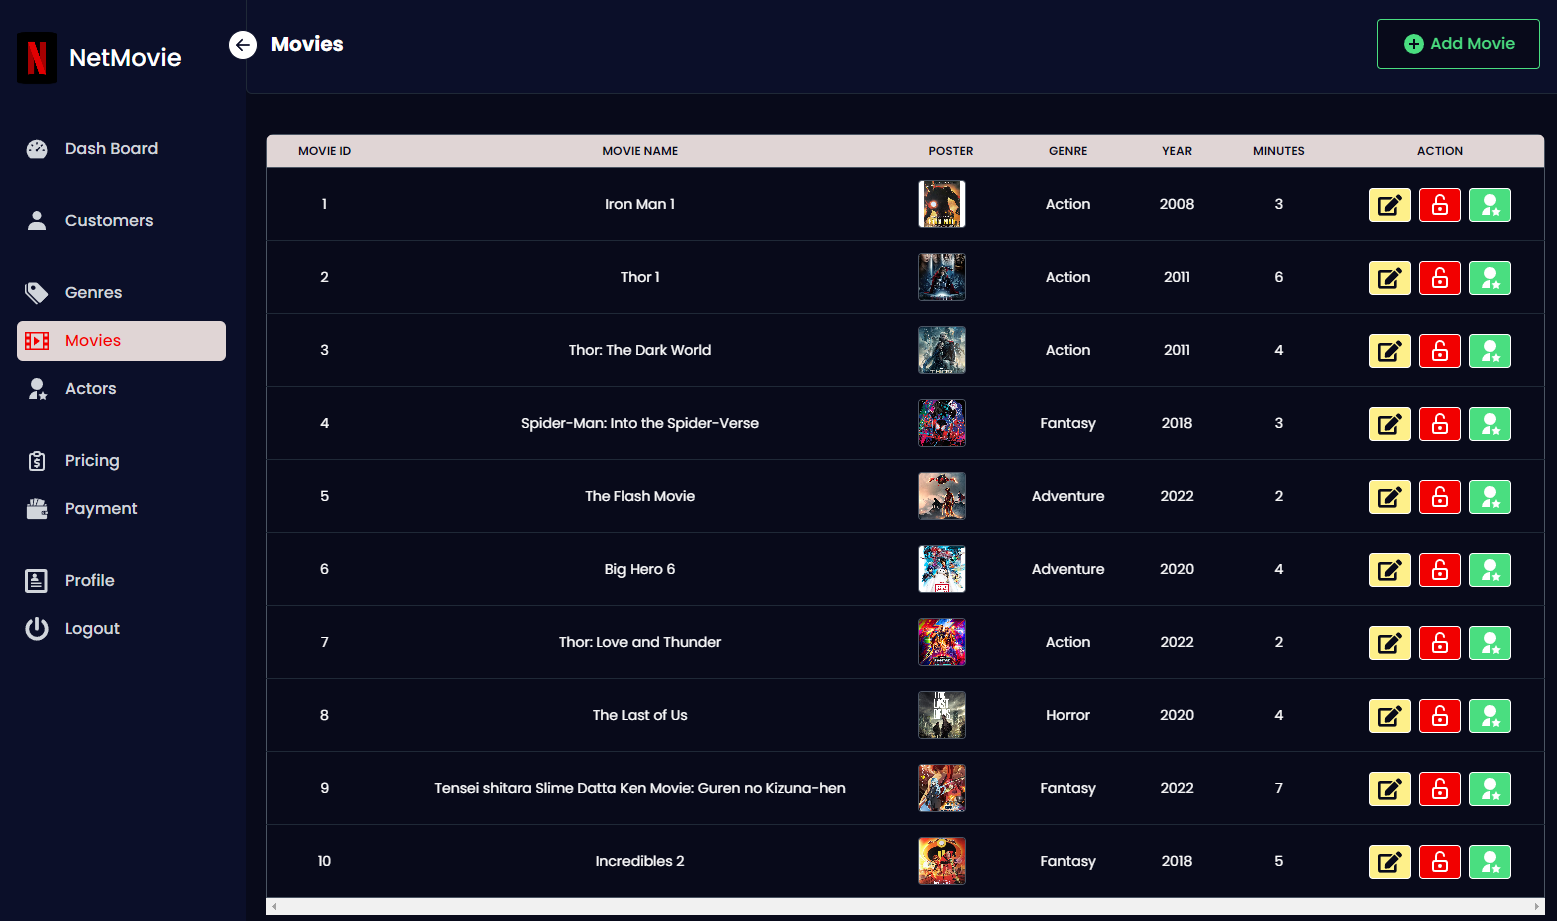 NetMovie
Movies
Add Movie
Dash Board
Customers
Genres
Movies
Actors
Pricing
Payment
Profile
Logout
MOVIE ID MOVIE NAME POSTER GENRE YEAR MINUTES ACTION
1 Iron Man 1 Action 2008 3
2 Thor 1 Action 2011 6
3 Thor: The Dark World Action 2011 4
4 Spider-Man: Into the Spider-Verse Fantasy 2018 3
5 The Flash Movie Adventure 2022 2
6 Big Hero 6 Adventure 2020 4
7 Thor: Love and Thunder Action 2022 2
8 The Last of Us Horror 2020 4
9 Tensei shitara Slime Datta Ken Movie: Guren no Kizuna-hen Fantasy 2022 7
10 Incredibles 2 Fantasy 2018 5